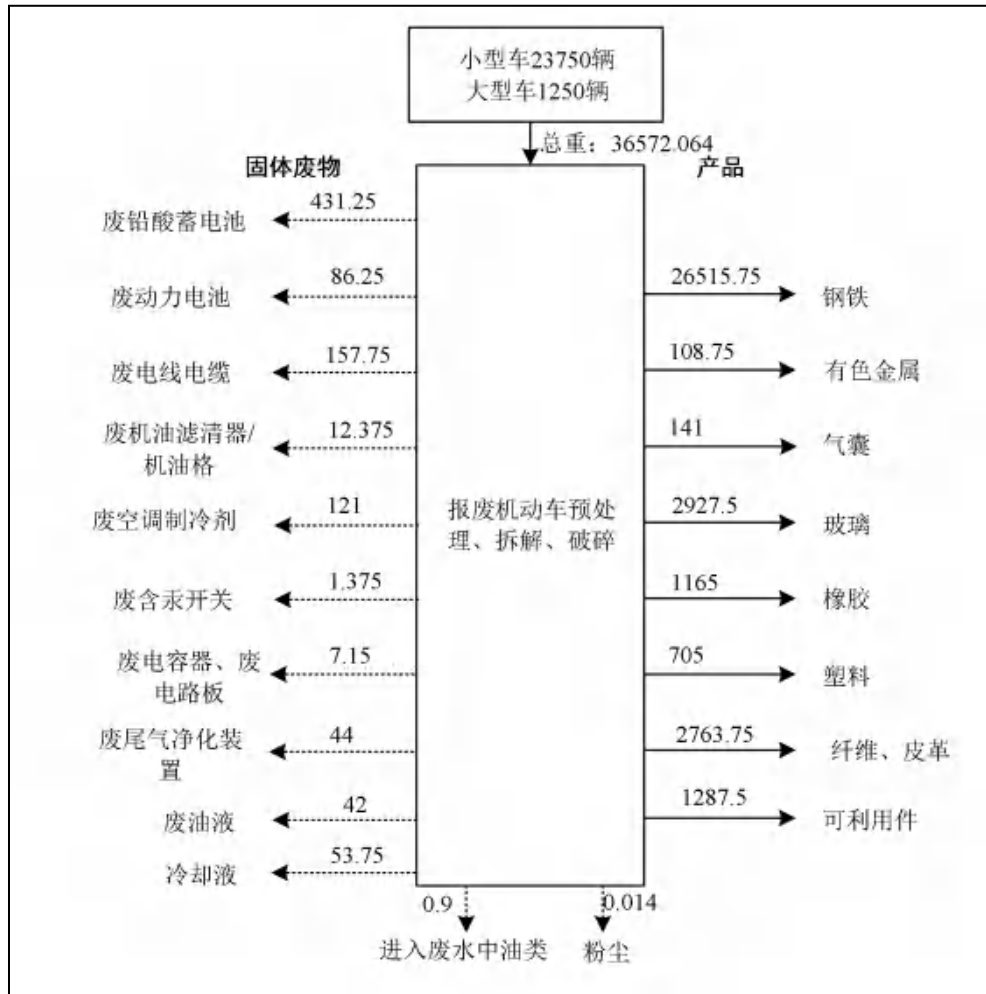 小型车23750辆
大型车1250辆
总重：36572.064
固体废物
产品
431.25
废铅酸蓄电池
86.25
废动力电池
157.75
废电线电缆
12.375
废机油滤清器/
机油格
121
废空调制冷剂
1.375
废含汞开关
7.15
废电容器、废
电路板
44
废尾气净化装
置
42
废油液
53.75
冷却液
报废机动车预处
理、拆解、破碎
26515.75
钢铁
108.75
有色金属
141
气囊
2927.5
玻璃
1165
橡胶
705
塑料
2763.75
纤维、皮革
1287.5
可利用件
0.9
进入废水中油类
0.014
粉尘